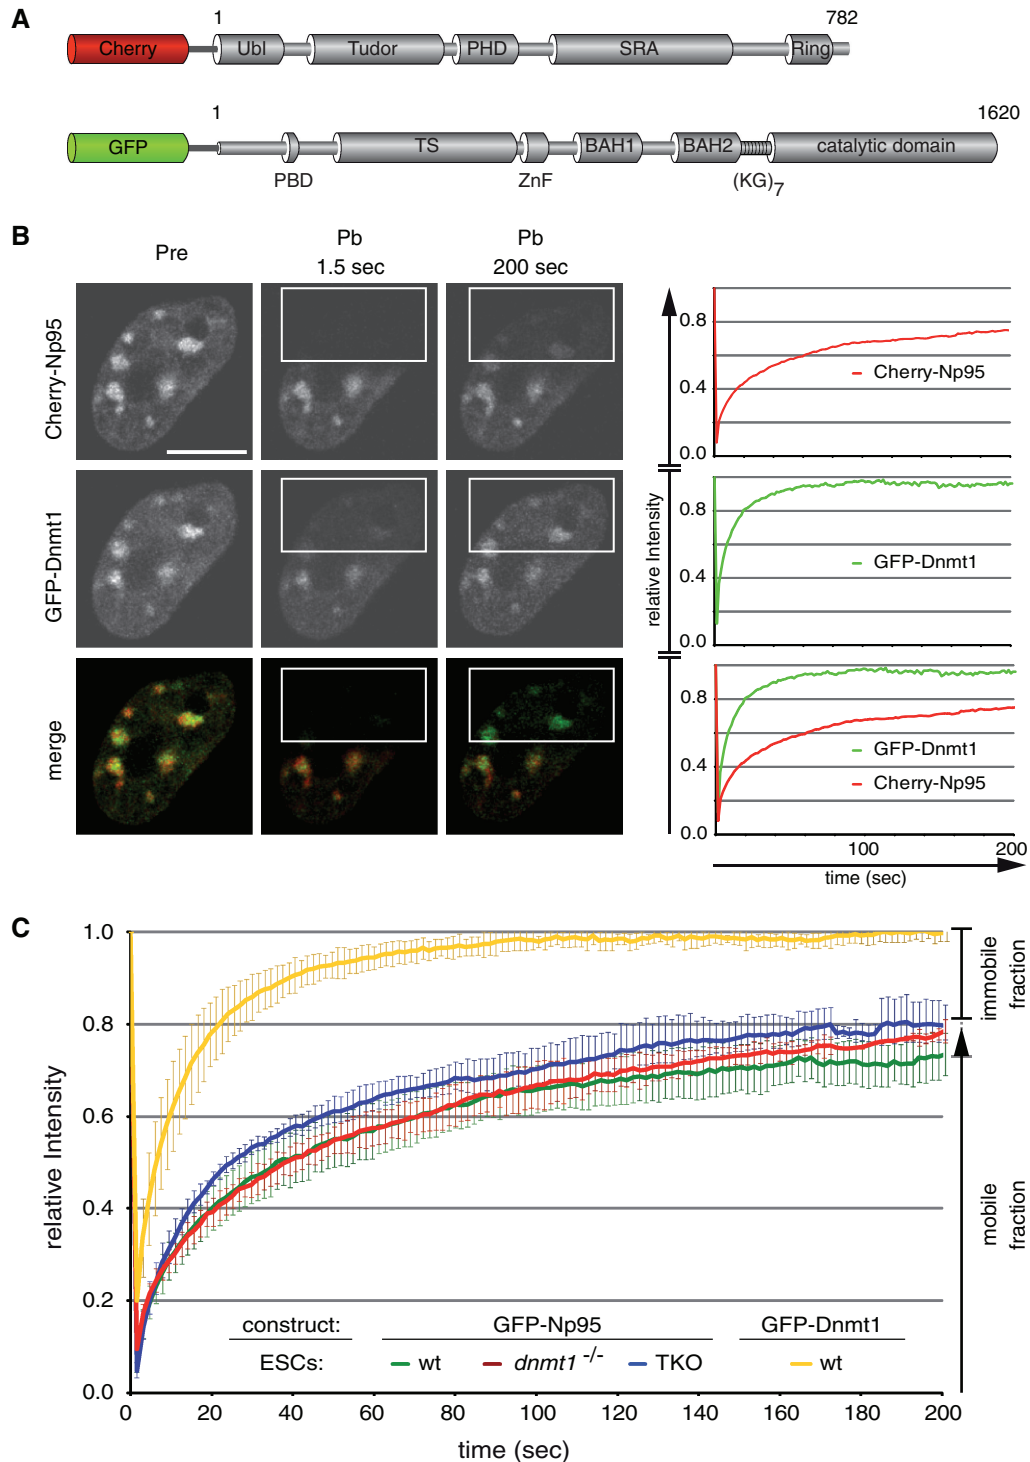 A
1 782
Cherry Ubl Tudor PHD SRA Ring
1 1620
GFP TS BAH1 BAH2 catalytic domain
PBD ZnF (KG)7
B
Pre Pb 1.5 sec Pb 200 sec
Cherry-Np95
GFP-Dnmt1
merge
relative Intensity
0.8
0.4
0.0
Cherry-Np95
0.8
0.4
0.0
GFP-Dnmt1
0.8
0.4
0.0
GFP-Dnmt1
Cherry-Np95
100 200
time (sec)
C
1.0
0.8
0.6
0.4
0.2
0.0
relative Intensity
immobile fraction
mobile fraction
construct: GFP-Np95 GFP-Dnmt1
ESCs: wt dnmt1 -/- TKO wt
0 20 40 60 80 100 120 140 160 180 200
time (sec)